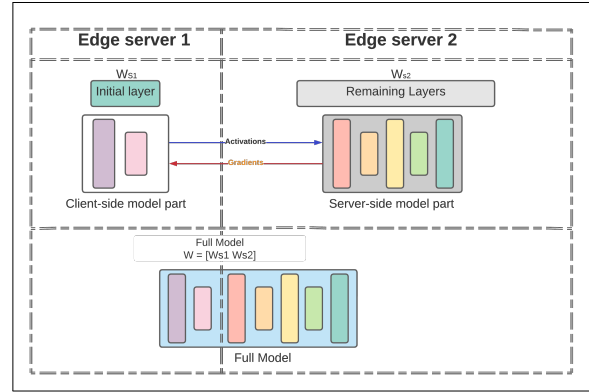 Edge server 1
Edge server 2
WS1
Ws2
Initial layer
Remaining Layers
Activations
Gradients
Client-side model part
Server-side model part
Full Model
W = [Ws1 Ws2]
Full Model